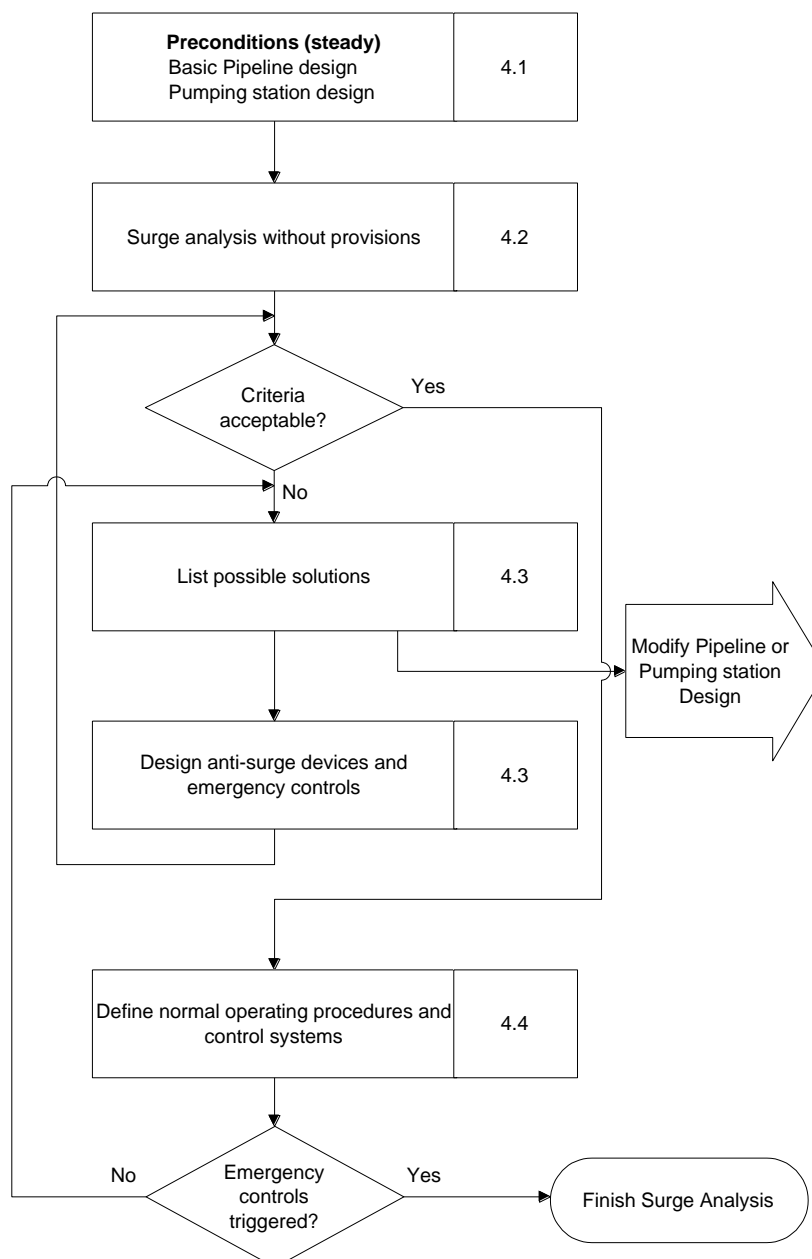 Preconditions (steady)
Basic Pipeline design
Pumping station design
4.1
Surge analysis without provisions
4.2
Criteria
acceptable?
Yes
No
List possible solutions
4.3
Modify Pipeline or
Pumping station
Design
Design anti-surge devices and
emergency controls
4.3
Define normal operating procedures and
control systems
4.4
No
Emergency
controls
triggered?
Yes
Finish Surge Analysis